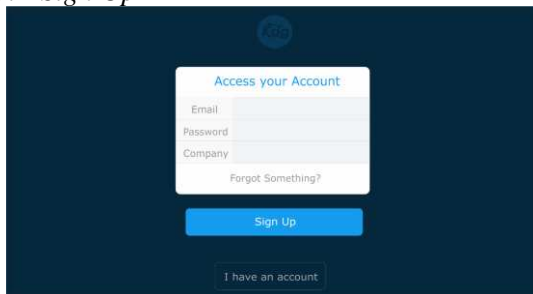 Sign Up
Kdo
Access your Account
Email
Password
Company
Forgot Something?
Sign Up
I have an account